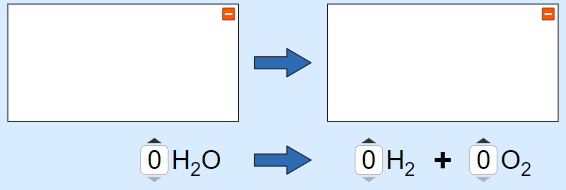 0 H₂O → 0 H₂ + 0 O₂